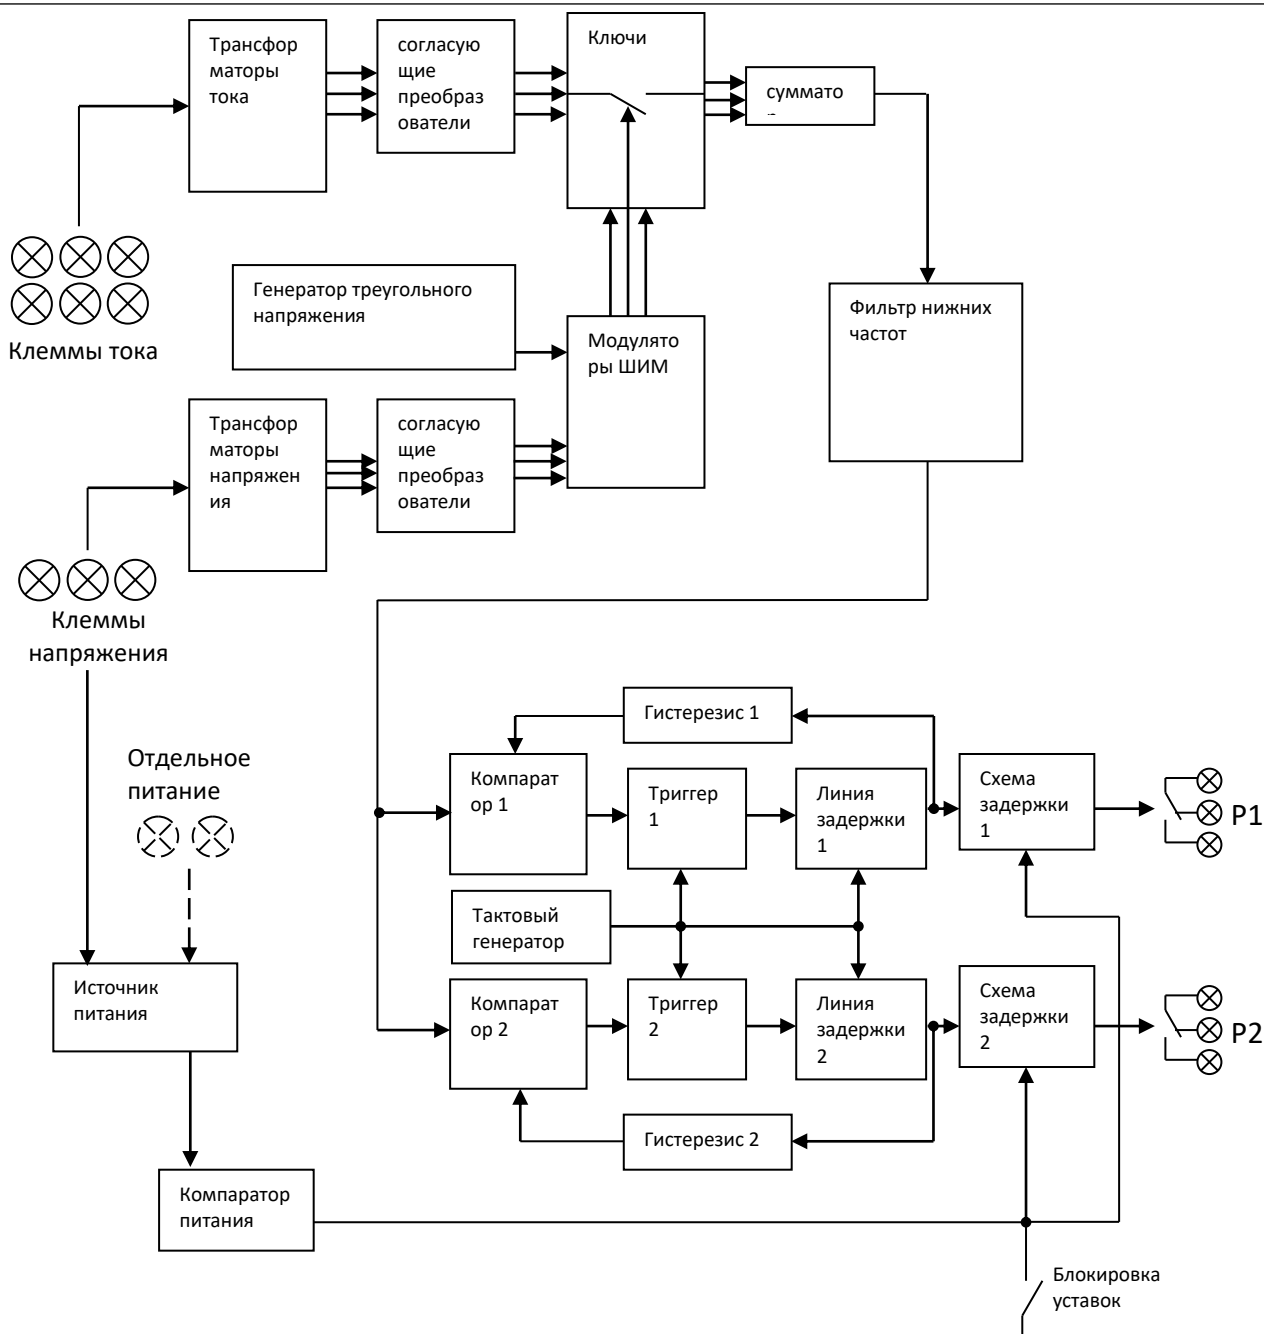 Трансфор
маторы
тока
согласую
щие
преобраз
ователи
Ключи
суммато
Клеммы тока
Генератор треугольного
напряжения
Модулято
ры ШИМ
Фильтр нижних
частот
Трансфор
маторы
напряжен
ия
согласую
щие
преобраз
ователи
Клеммы
напряжения
Отдельное
питание
Гистерезис 1
Компарат
ор 1
Триггер
1
Линия
задержки
1
Схема
задержки
1
P1
Тактовый
генератор
Источник
питания
Компарат
ор 2
Триггер
2
Линия
задержки
2
Схема
задержки
2
P2
Гистерезис 2
Компаратор
питания
Блокировка
уставок